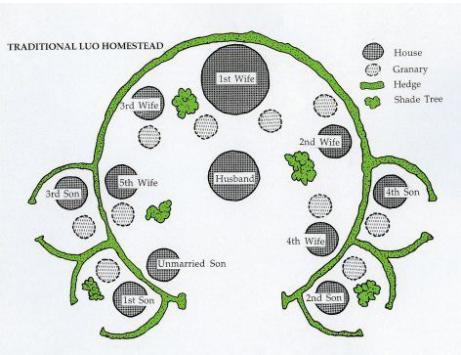 TRADITIONAL LUO HOMESTEAD
House
Granary
Hedge
Shade Tree
1st Wife
3rd Wife
2nd Wife
5th Wife
Husband
3rd Son
4th Son
4th Wife
Unmarried Son
1st Son
2nd Son